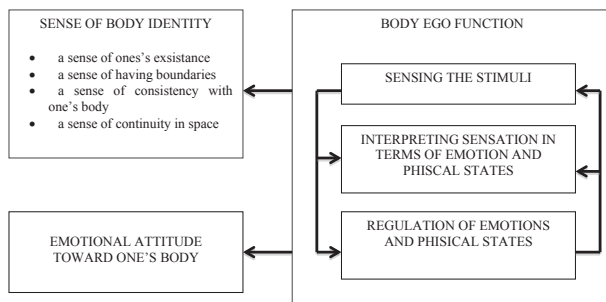 SENSE OF BODY IDENTITY
• a sense of ones's exsistance
• a sense of having boundaries
• a sense of consistency with
one's body
• a sense of continuity in space
EMOTIONAL ATTITUDE
TOWARD ONE'S BODY
BODY EGO FUNCTION
SENSING THE STIMULI
INTERPRETING SENSATION IN
TERMS OF EMOTION AND
PHISCAL STATES
REGULATION OF EMOTIONS
AND PHISICAL STATES